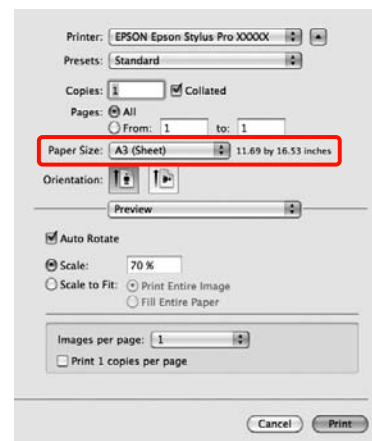 Printer: EPSON Epson Stylus Pro XXXXX
Presets: Standard
Copies: 1 Collated
Pages: All
From: 1 to: 1
Paper Size: A3 (Sheet) 11.69 by 16.53 inches
Orientation:
Preview
Auto Rotate
Scale: 70 %
Scale to Fit: Print Entire Image
Fill Entire Paper
Images per page: 1
Print 1 copies per page
Cancel Print